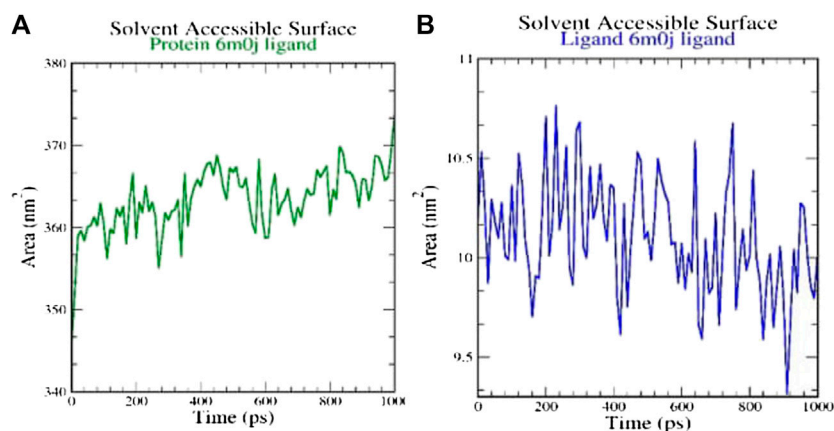 A
Solvent Accessible Surface
Protein 6m0j ligand
380
370
360
350
340
Area (nm²)
0
200
400
600
800
1000
Time (ps)
B
Solvent Accessible Surface
Ligand 6m0j ligand
11
10.5
10
9.5
Area (nm²)
0
200
400
600
800
1000
Time (ps)